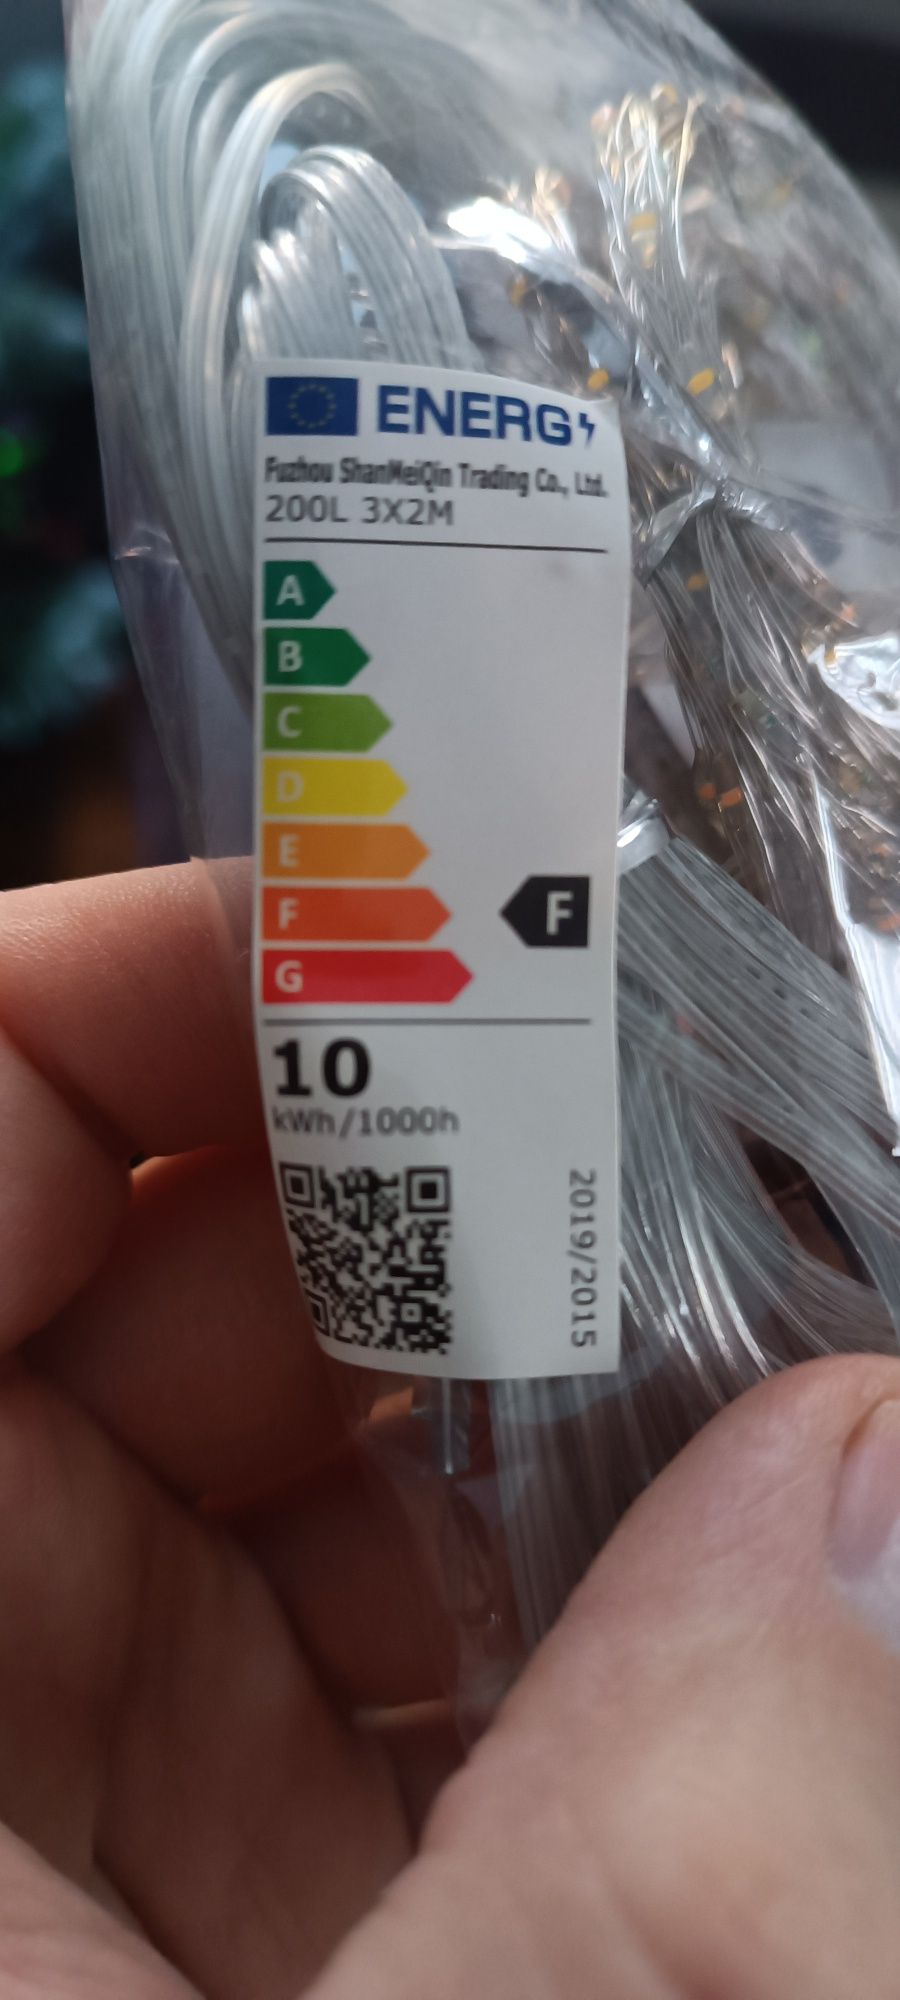 ENERG
Fuzhou ShanMeiQin Trading Co., Ltd.
200L 3X2M
A
B
C
D
E
F
F
G
10
kWh/1000h
2019/2015